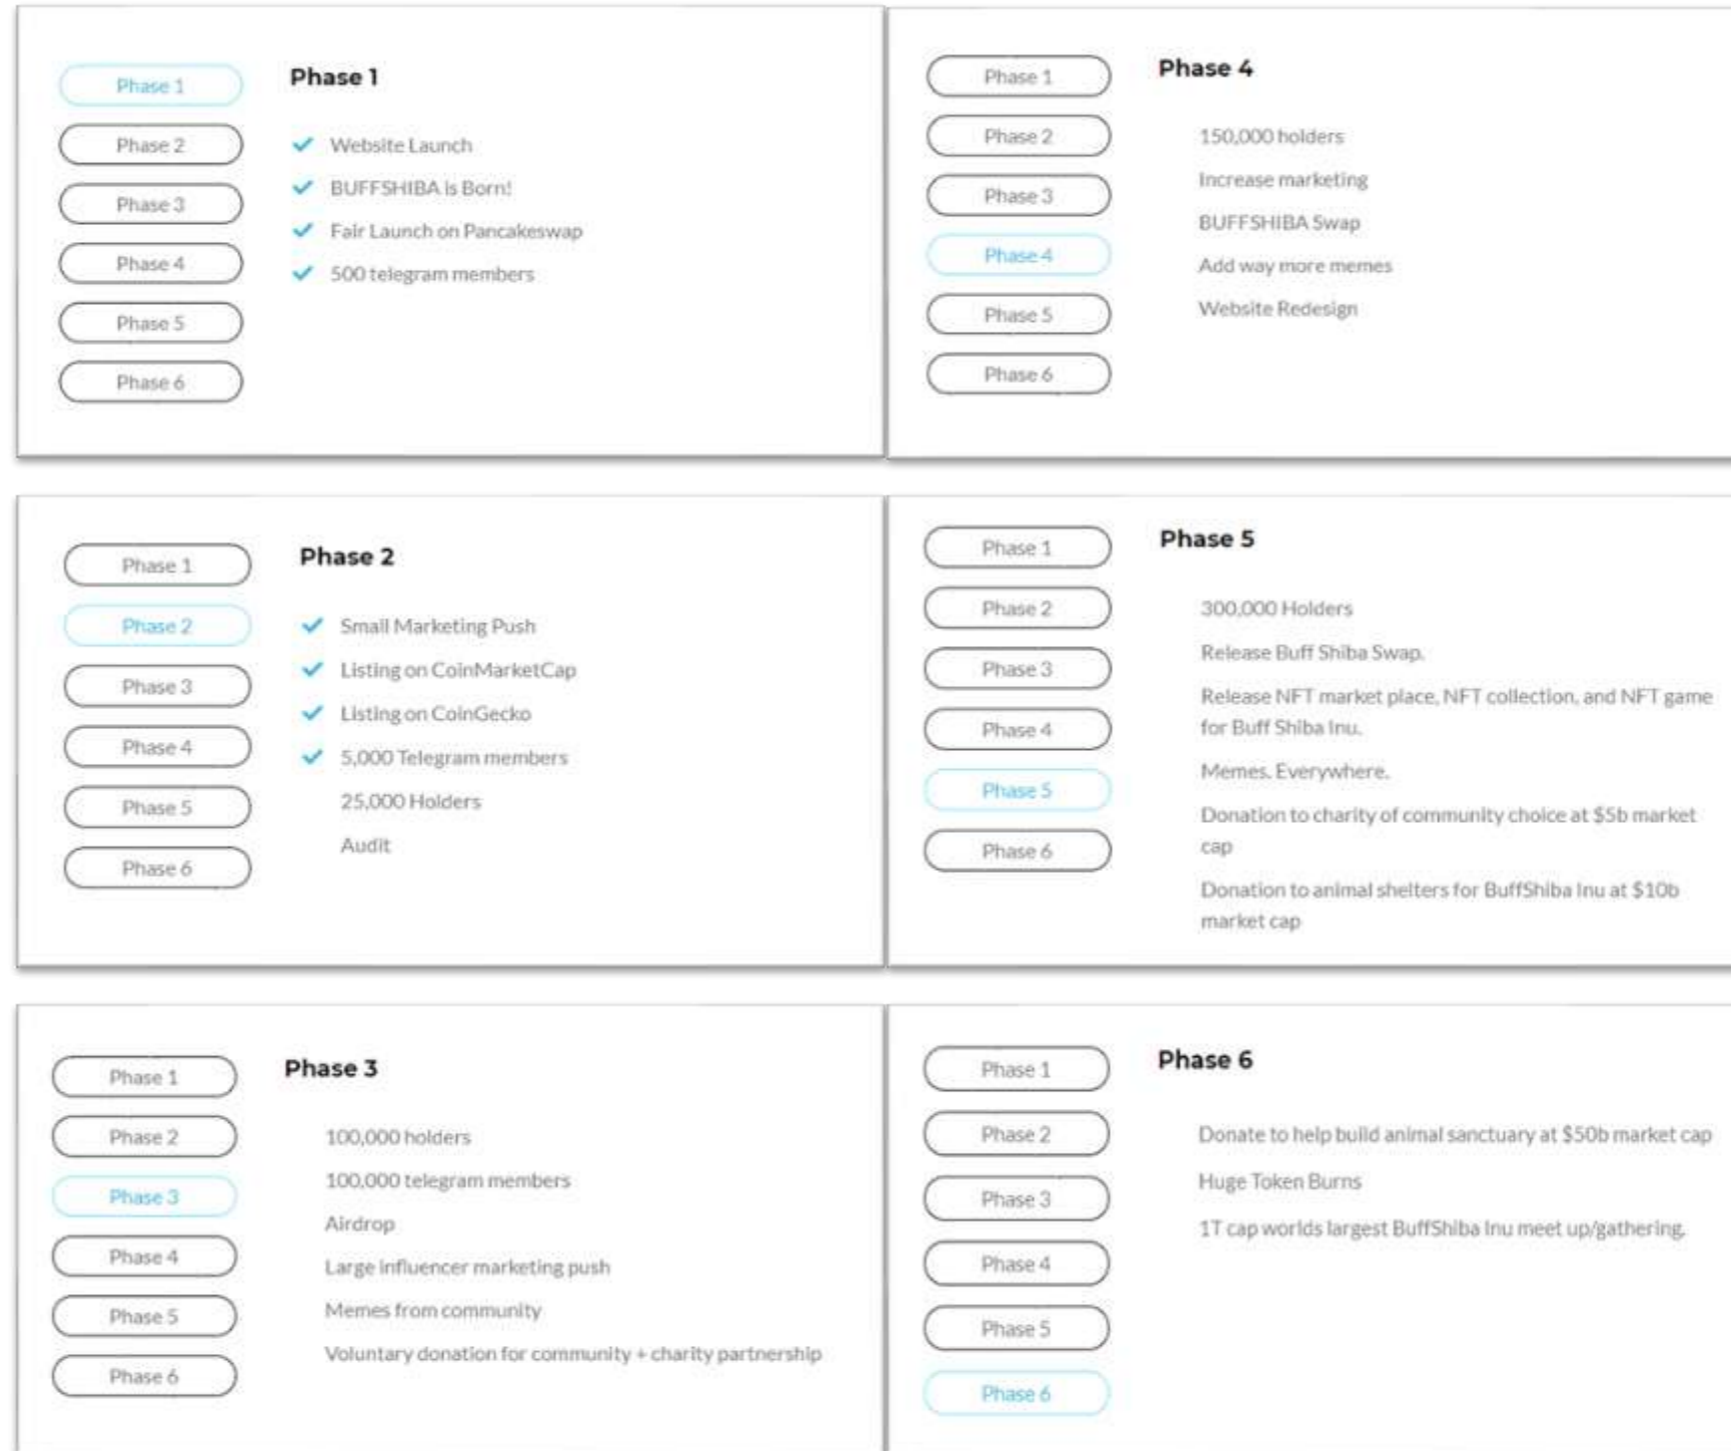 Phase 1
Phase 2
Phase 3
Phase 4
Phase 5
Phase 6
Phase 1
Website Launch
BUFFSHIBA is Born!
Fair Launch on Pancakeswap
500 telegram members
Phase 1
Phase 2
Phase 3
Phase 4
Phase 5
Phase 6
Phase 4
150,000 holders
Increase marketing
BUFFSHIBA Swap
Add way more memes
Website Redesign
Phase 1
Phase 2
Phase 3
Phase 4
Phase 5
Phase 6
Phase 2
Small Marketing Push
Listing on CoinMarketCap
Listing on CoinGecko
5,000 Telegram members
25,000 Holders
Audit
Phase 1
Phase 2
Phase 3
Phase 4
Phase 5
Phase 6
Phase 5
300,000 Holders
Release Buff Shiba Swap.
Release NFT market place, NFT collection, and NFT game
for Buff Shiba Inu.
Memes. Everywhere.
Donation to charity of community choice at $5b market
cap
Donation to animal shelters for BuffShiba Inu at $10b
market cap
Phase 1
Phase 2
Phase 3
Phase 4
Phase 5
Phase 6
Phase 3
100,000 holders
100,000 telegram members
Airdrop
Large influencer marketing push
Memes from community
Voluntary donation for community + charity partnership
Phase 1
Phase 2
Phase 3
Phase 4
Phase 5
Phase 6
Phase 6
Donate to help build animal sanctuary at $50b market cap
Huge Token Burns
1T cap worlds largest BuffShiba Inu meet up/gathering.